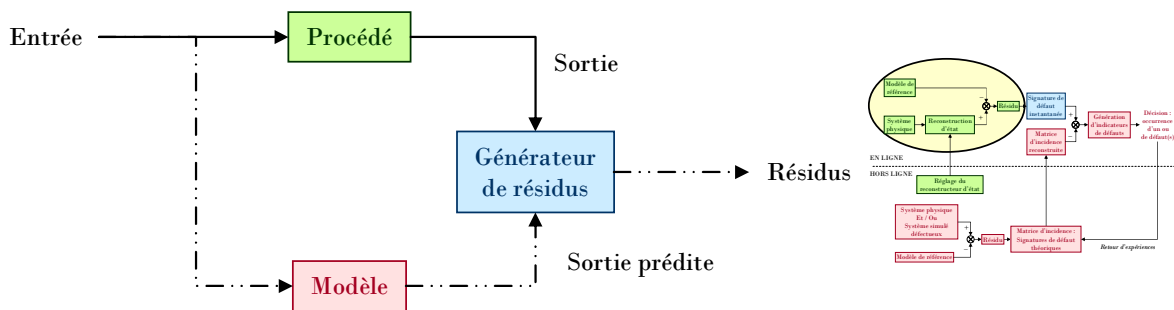 Entrée
Procédé
Sortie
Générateur
de résidus
Résidus
Sortie prédite
Modèle
Modèle
de référence
Système physique
Reconstruction
d'état
Résidu
Signature de
défaut
instantanée
Matrice
d'incidence
reconstruite
Génération
d'indicateurs
de défauts
Décision :
occurrence
d'un ou
de défaut(s)
EN LIGNE
HORS LIGNE
Réglage du
reconstructeur d'état
Système physique
Et / Ou
Système simulé
défectueux
Modèle de référence
Résidu
Matrice d'incidence :
Signatures de défaut
théoriques
Retour d'expériences